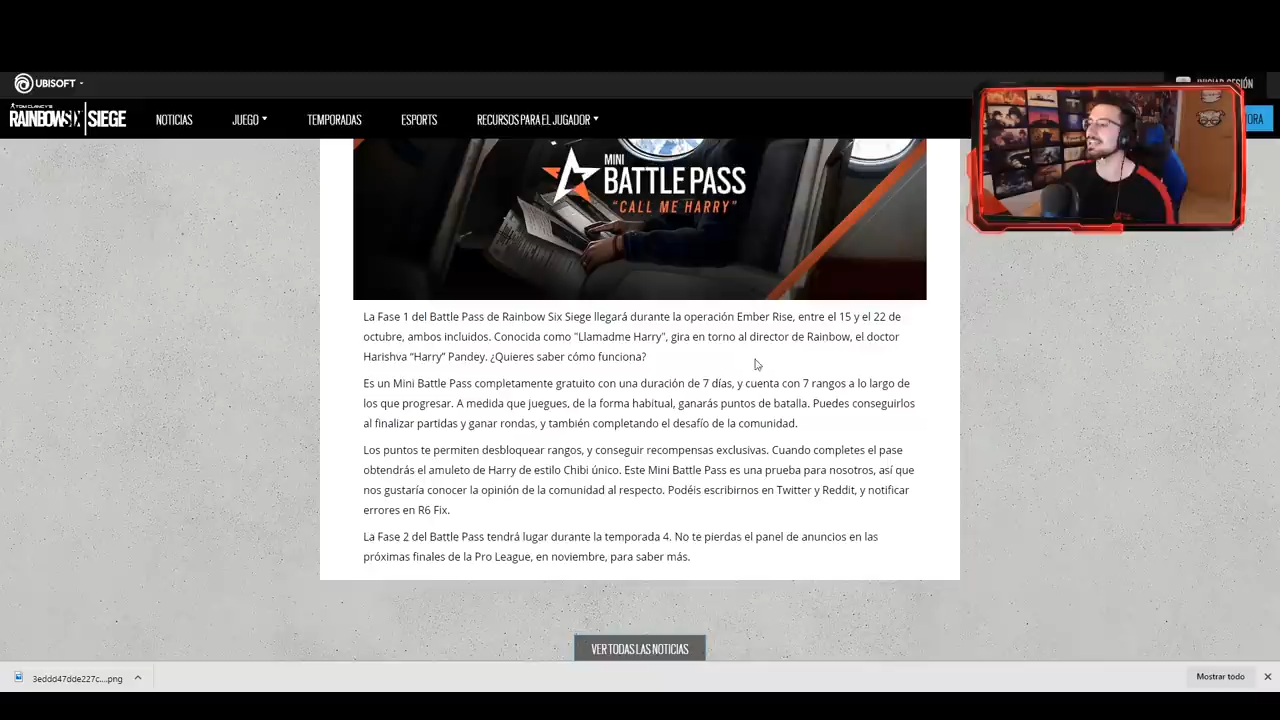 UBISOFT
INICIAR SESIÓN
TOM CLANCY'S
RAINBOW SIX SIEGE
NOTICIAS
JUEGO
TEMPORADAS
ESPORTS
RECURSOS PARA EL JUGADOR
MINI
BATTLE PASS
"CALL ME HARRY"
La Fase 1 del Battle Pass de Rainbow Six Siege llegará durante la operación Ember Rise, entre el 15 y el 22 de
octubre, ambos incluidos. Conocida como "Llamadme Harry", gira en torno al director de Rainbow, el doctor
Harishva “Harry” Pandey. ¿Quieres saber cómo funciona?
Es un Mini Battle Pass completamente gratuito con una duración de 7 días, y cuenta con 7 rangos a lo largo de
los que progresar. A medida que juegues, de la forma habitual, ganarás puntos de batalla. Puedes conseguirlos
al finalizar partidas y ganar rondas, y también completando el desafío de la comunidad.
Los puntos te permiten desbloquear rangos, y conseguir recompensas exclusivas. Cuando completes el pase
obtendrás el amuleto de Harry de estilo Chibi único. Este Mini Battle Pass es una prueba para nosotros, así que
nos gustaría conocer la opinión de la comunidad al respecto. Podéis escribirnos en Twitter y Reddit, y notificar
errores en R6 Fix.
La Fase 2 del Battle Pass tendrá lugar durante la temporada 4. No te pierdas el panel de anuncios en las
próximas finales de la Pro League, en noviembre, para saber más.
VER TODAS LAS NOTICIAS
3eddd47dde227c....png
Mostrar todo